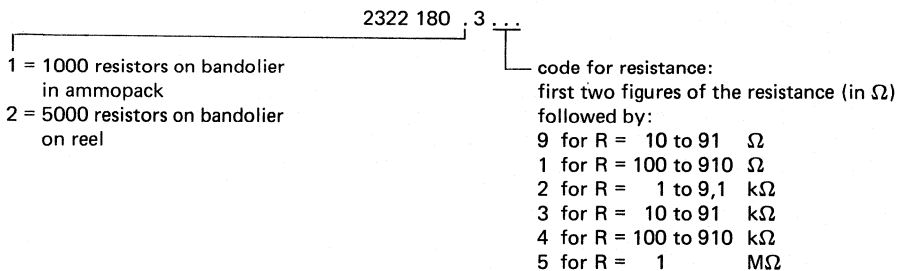 2322 180 . 3 . . .
1 = 1000 resistors on bandolier
in ammopack
2 = 5000 resistors on bandolier
on reel
code for resistance:
first two figures of the resistance (in Ω)
followed by:
9 for R = 10 to 91 Ω
1 for R = 100 to 910 Ω
2 for R = 1 to 9,1 kΩ
3 for R = 10 to 91 kΩ
4 for R = 100 to 910 kΩ
5 for R = 1 MΩ